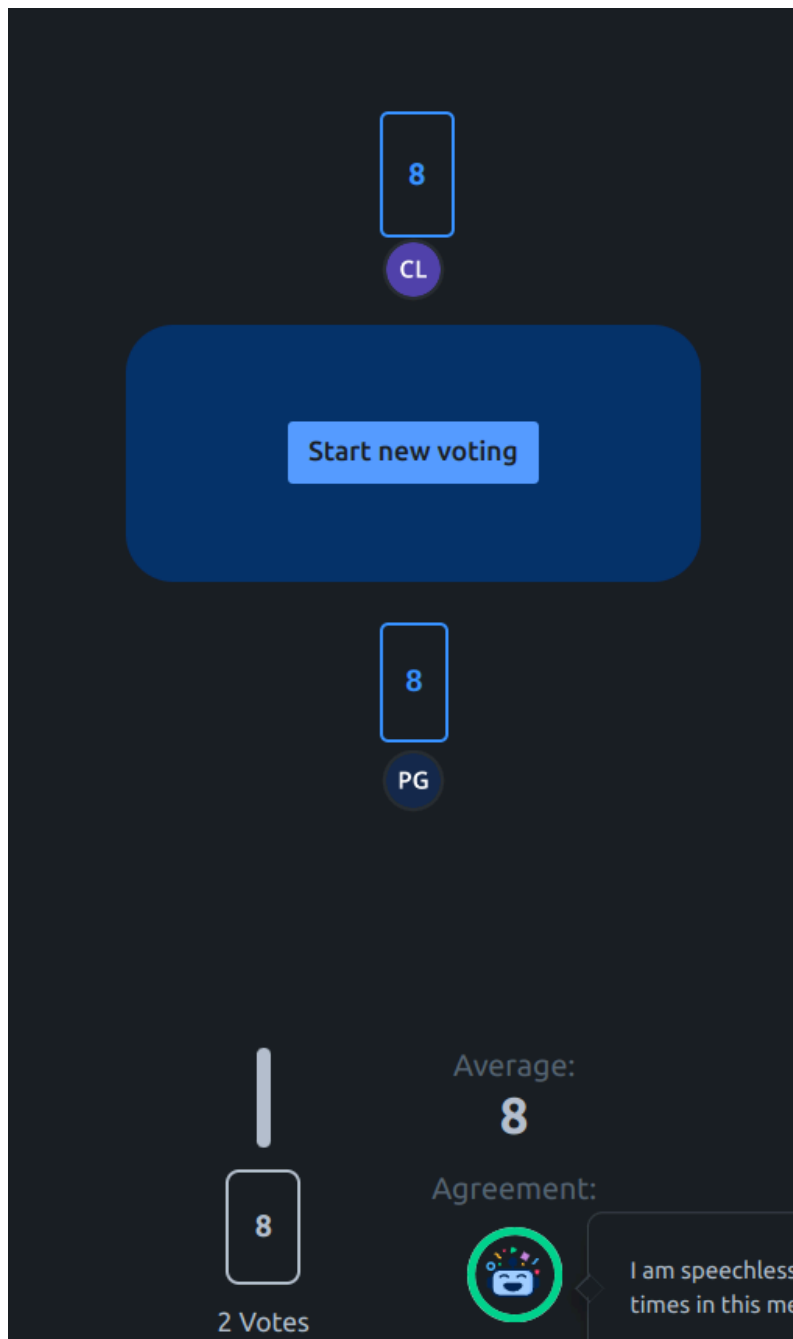 8
CL
Start new voting
8
PG
Average:
8
8
2 Votes
Agreement:
I am speechless
times in this me